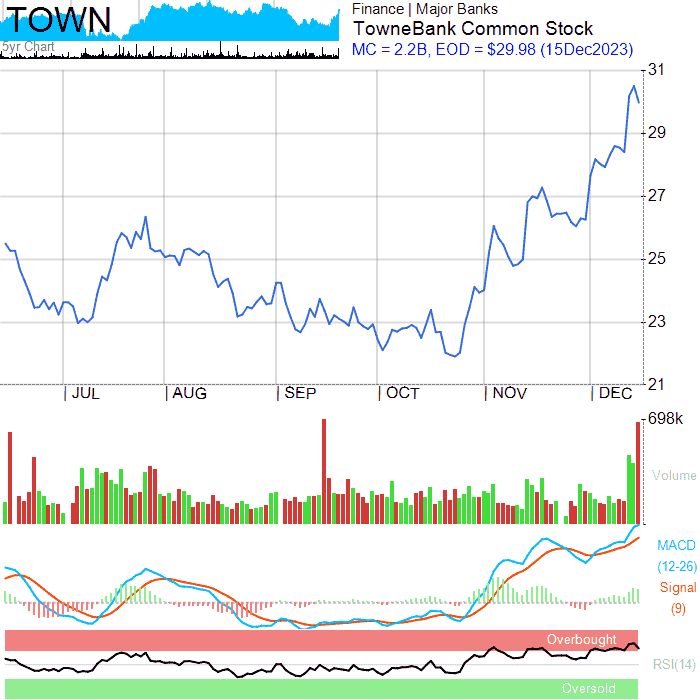 TOWN
5yr Chart
Finance | Major Banks
TowneBank Common Stock
MC = 2.2B, EOD = $29.98 (15Dec2023)
31
29
27
25
23
21
JUL AUG SEP OCT NOV DEC
698k
Volume
MACD
(12-26)
Signal
(9)
Overbought
RSI(14)
Oversold